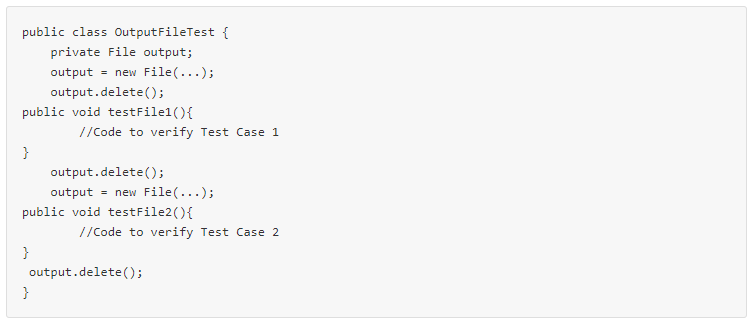 public class OutputFileTest {
    private File output;
    output = new File(...);
    output.delete();
public void testFile1(){
        //Code to verify Test Case 1
}
    output.delete();
    output = new File(...);
public void testFile2(){
        //Code to verify Test Case 2
}
 output.delete();
}